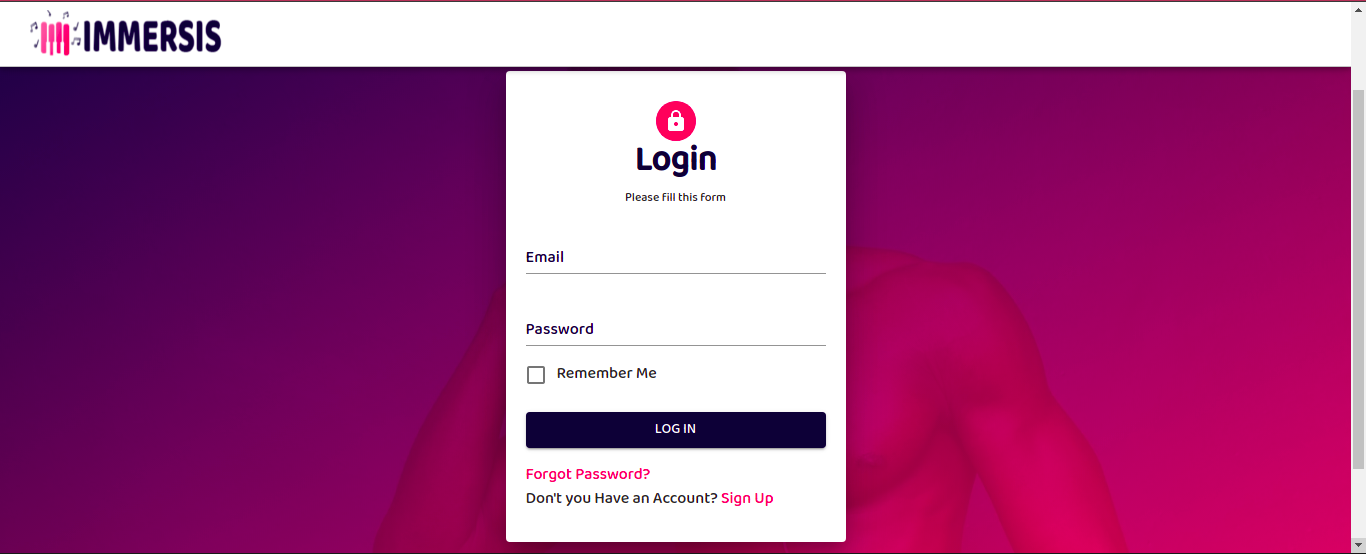 IMMERSIS
Login
Please fill this form
Email
Password
Remember Me
LOG IN
Forgot Password?
Don't you Have an Account? Sign Up